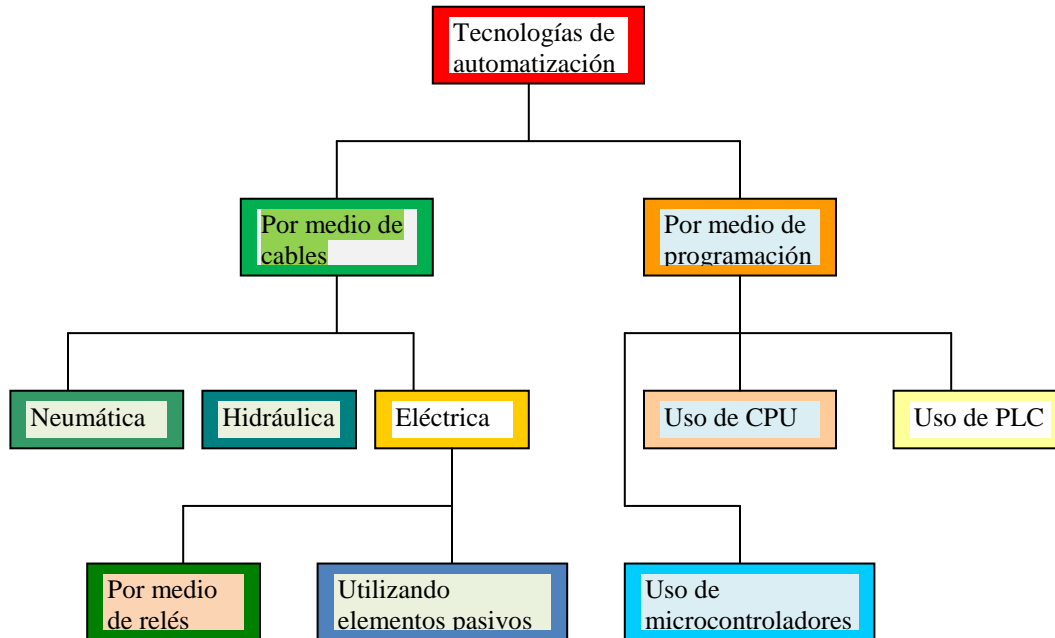 Tecnologías de
automatización
Por medio de
cables
Por medio de
programación
Neumática
Hidráulica
Eléctrica
Uso de CPU
Uso de PLC
Por medio
de relés
Utilizando
elementos pasivos
Uso de
microcontroladores